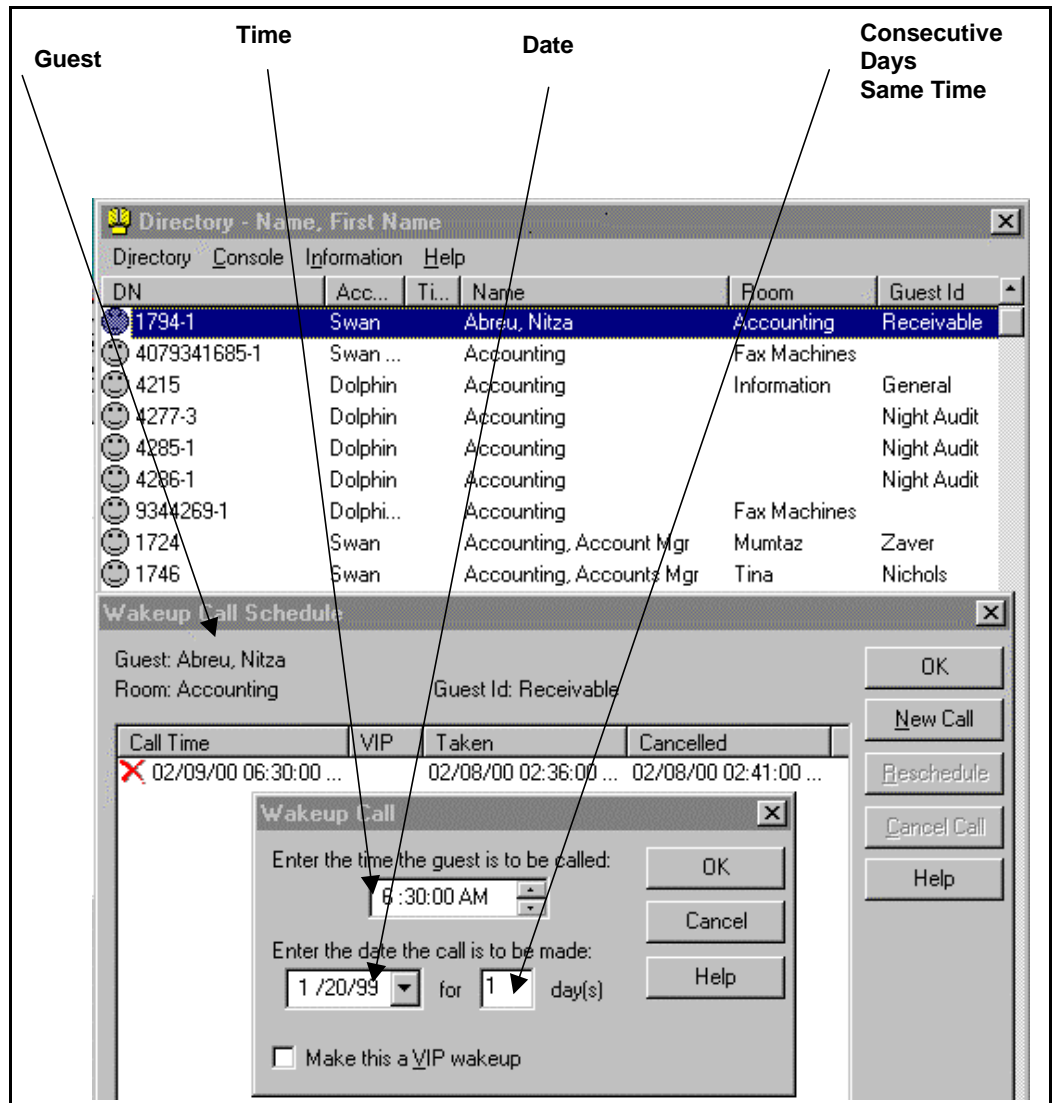 Guest
Time
Date
Consecutive
Days
Same Time
Directory - Name, First Name
Directory Console Information Help
DN Acc... Ti... Name Room Guest Id
1794-1 Swan Abreu, Nitza Accounting Receivable
4079341685-1 Swan ... Accounting Fax Machines
4215 Dolphin Accounting Information General
4277-3 Dolphin Accounting Night Audit
4285-1 Dolphin Accounting Night Audit
4286-1 Dolphin Accounting Night Audit
9344269-1 Dolphi... Accounting Fax Machines
1724 Swan Accounting, Account Mgr Mumtaz Zaver
1746 Swan Accounting, Accounts Mgr Tina Nichols
Wakeup Call Schedule
Guest: Abreu, Nitza
Room: Accounting Guest Id: Receivable
OK
New Call
Reschedule
Cancel Call
Help
Call Time VIP Taken Cancelled
02/09/00 06:30:00 ... 02/08/00 02:36:00 ... 02/08/00 02:41:00 ...
Wakeup Call
Enter the time the guest is to be called:
6 :30:00 AM
OK
Cancel
Enter the date the call is to be made:
1 /20/99 for 1 day(s)
Help
Make this a VIP wakeup